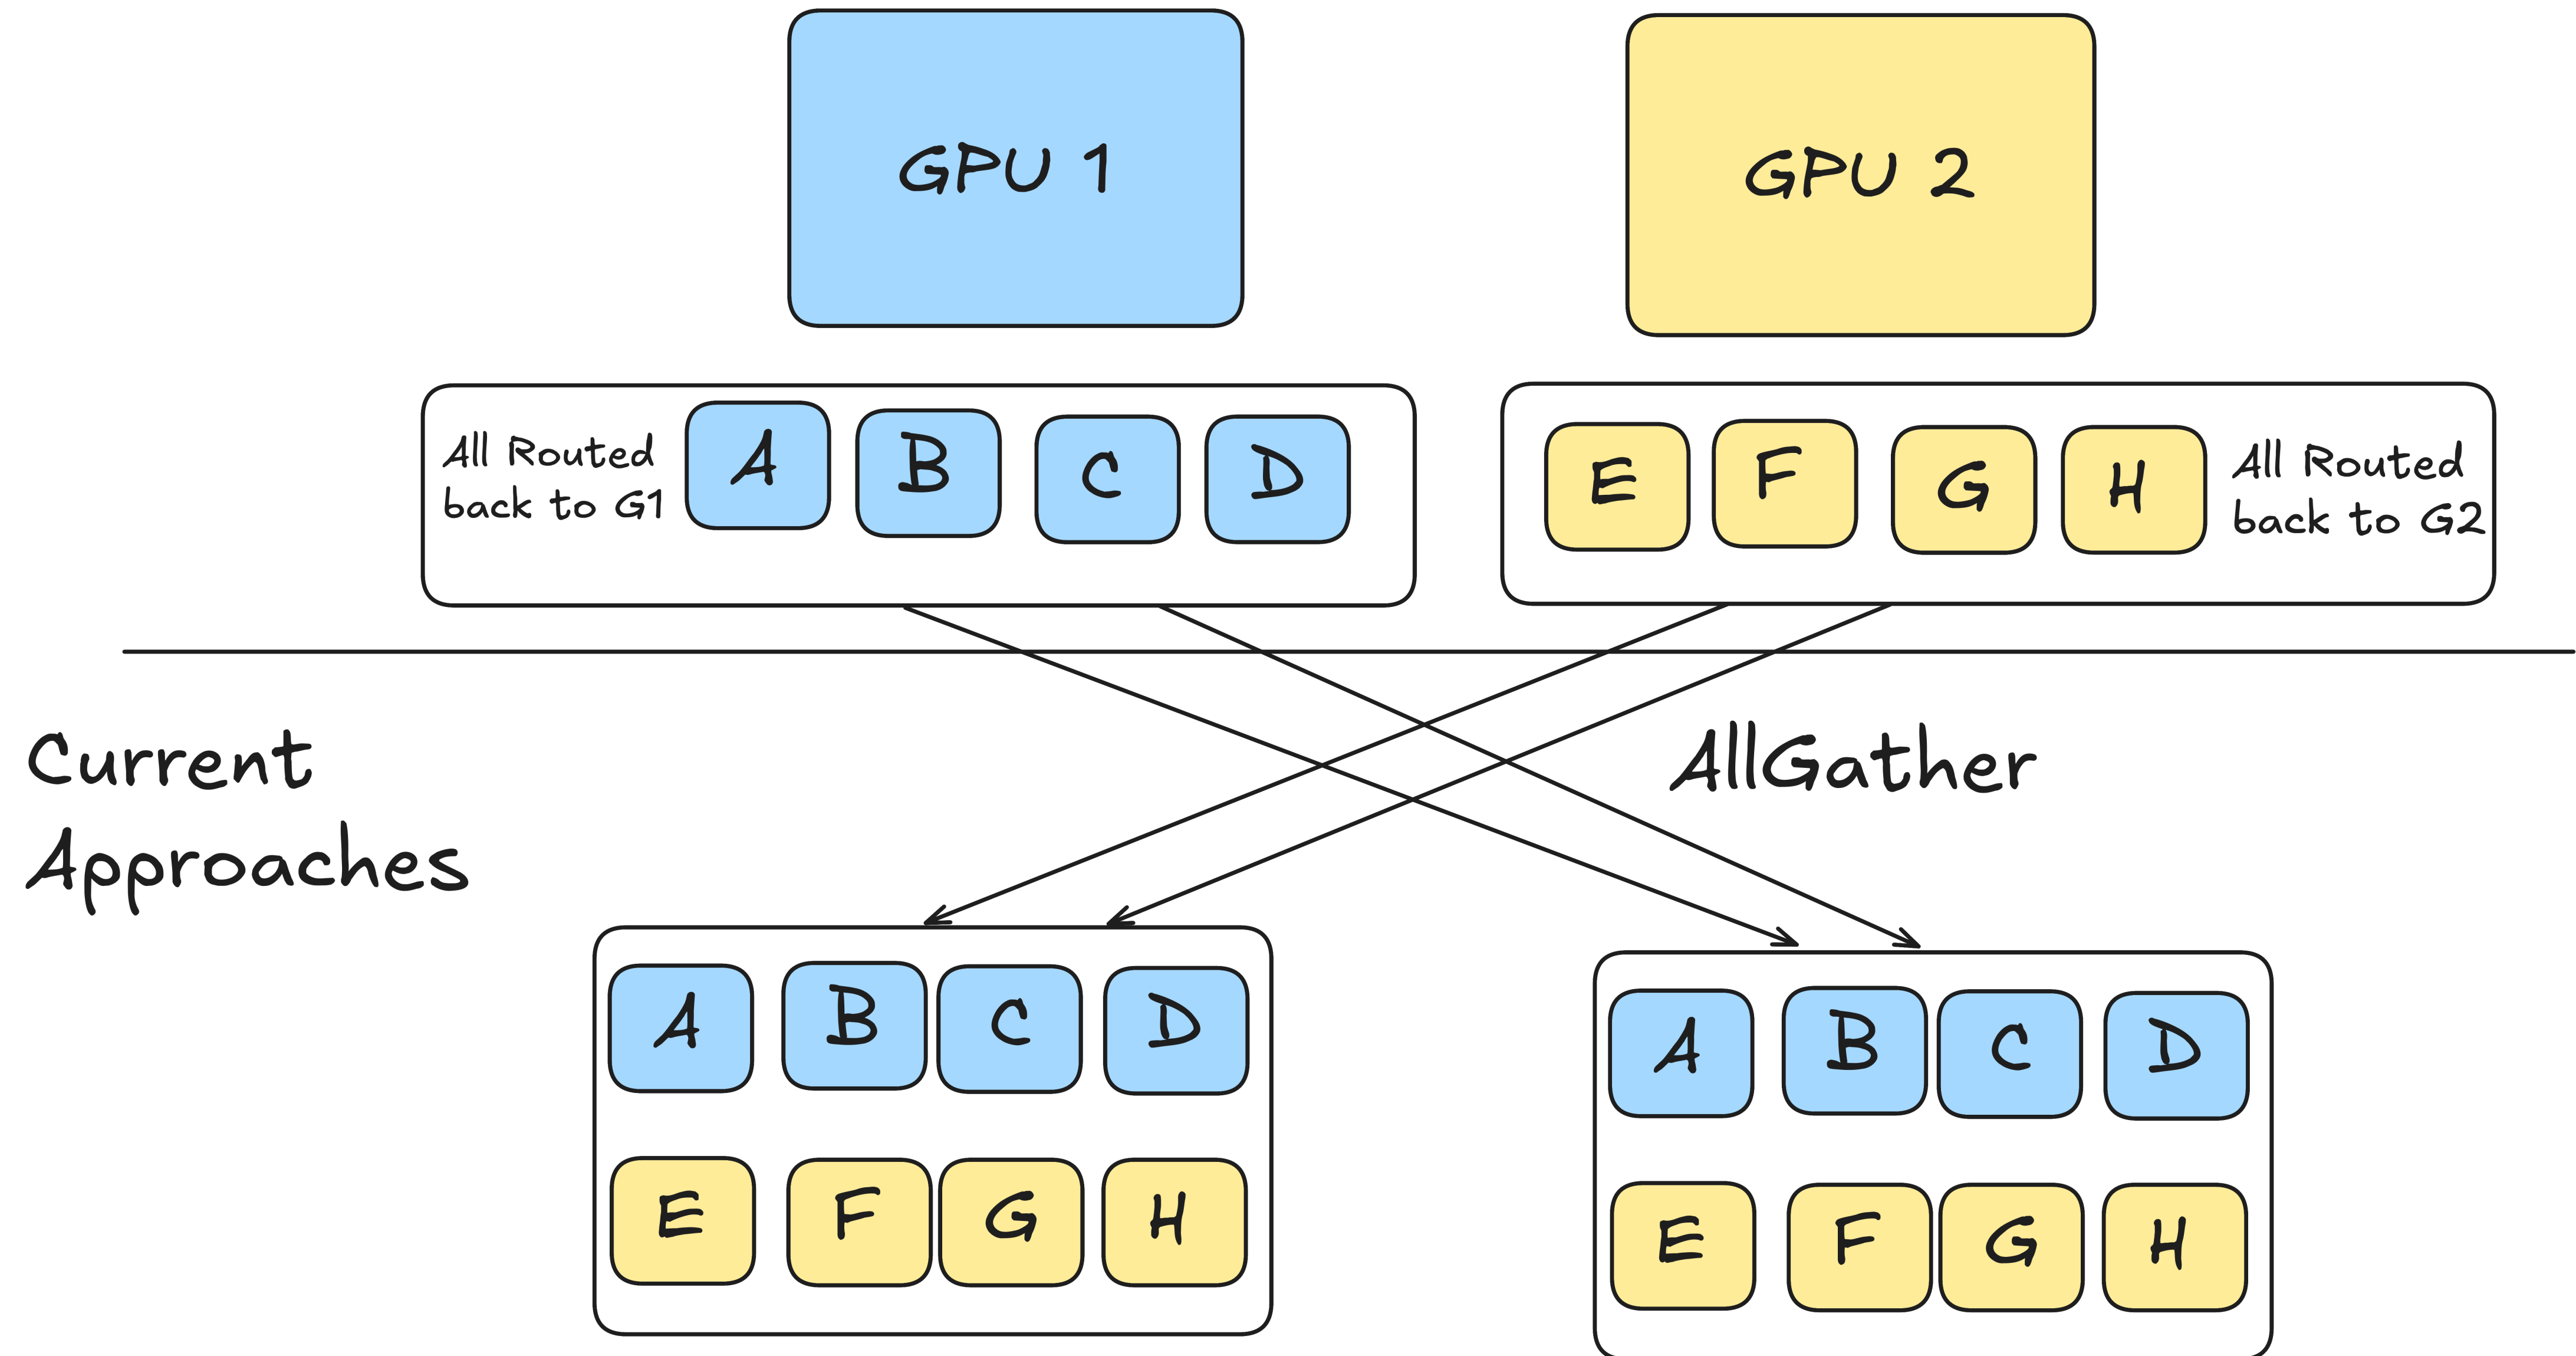 GPU 1
GPU 2
All Routed
back to G1
A
B
C
D
E
F
G
H
All Routed
back to G2
Current
Approaches
AllGather
A
B
C
D
E
F
G
H
A
B
C
D
E
F
G
H